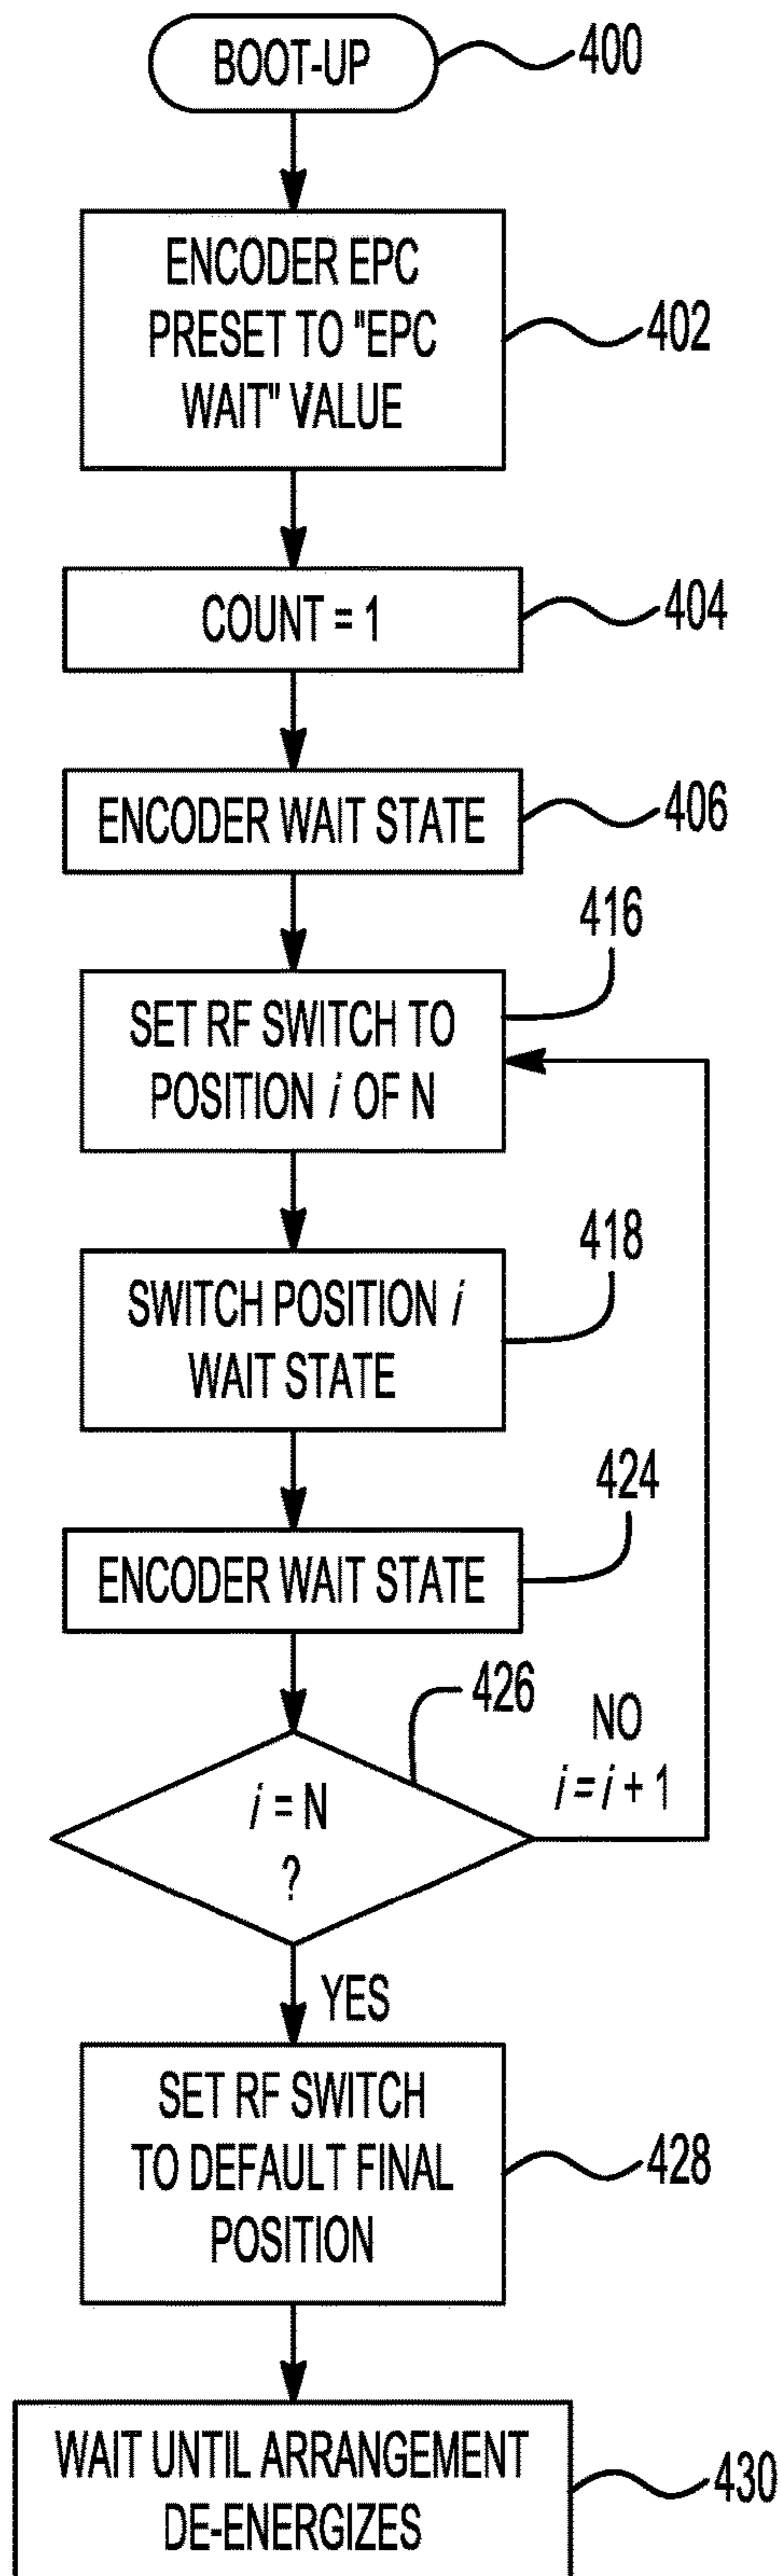 BOOT-UP
400
ENCODER EPC
PRESET TO "EPC
WAIT" VALUE
402
COUNT = 1
404
ENCODER WAIT STATE
406
416
SET RF SWITCH TO
POSITION i OF N
418
SWITCH POSITION i
WAIT STATE
424
ENCODER WAIT STATE
426
NO
i = i + 1
i = N
?
YES
SET RF SWITCH
TO DEFAULT FINAL
POSITION
428
WAIT UNTIL ARRANGEMENT
DE-ENERGIZES
430